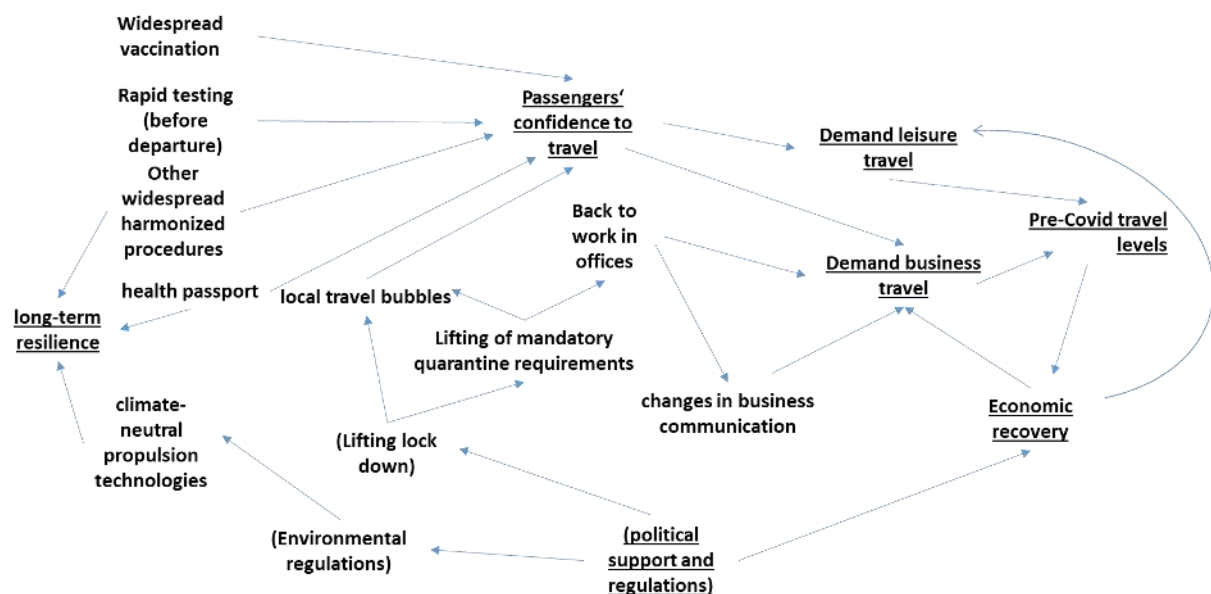 Widespread
vaccination
Rapid testing
(before
departure)
Other
widespread
harmonized
procedures
health passport
long-term
resilience
climate-
neutral
propulsion
technologies
(Environmental
regulations)
(Lifting lock
down)
local travel bubbles
Lifting of mandatory
quarantine requirements
Passengers‘
confidence to
travel
Back to
work in
offices
changes in business
communication
(political
support and
regulations)
Demand leisure
travel
Demand business
travel
Pre-Covid travel
levels
Economic
recovery